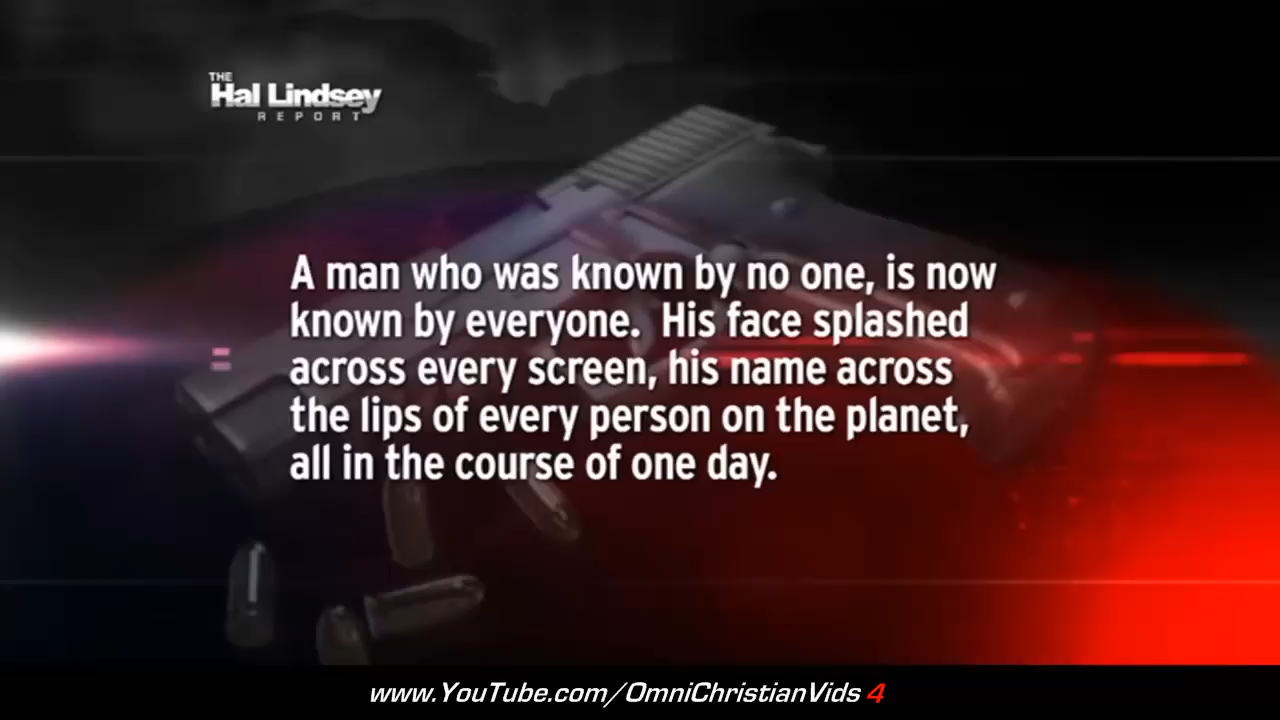 THE
Hal Lindsey
REPORT
A man who was known by no one, is now
known by everyone.  His face splashed
across every screen, his name across
the lips of every person on the planet,
all in the course of one day.
www.YouTube.com/OmniChristianVids 4